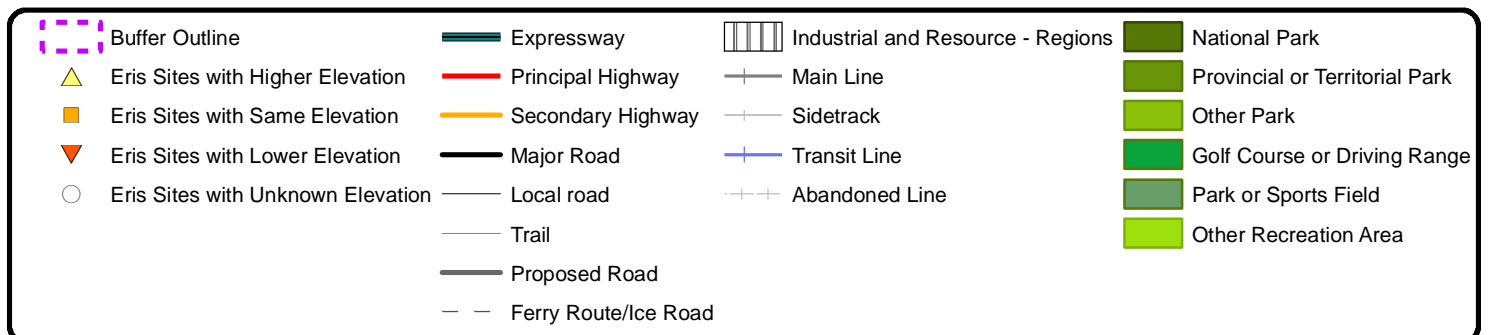 Buffer Outline
Eris Sites with Higher Elevation
Eris Sites with Same Elevation
Eris Sites with Lower Elevation
Eris Sites with Unknown Elevation
Expressway
Principal Highway
Secondary Highway
Major Road
Local road
Trail
Proposed Road
Ferry Route/Ice Road
Industrial and Resource - Regions
Main Line
Sidetrack
Transit Line
Abandoned Line
National Park
Provincial or Territorial Park
Other Park
Golf Course or Driving Range
Park or Sports Field
Other Recreation Area